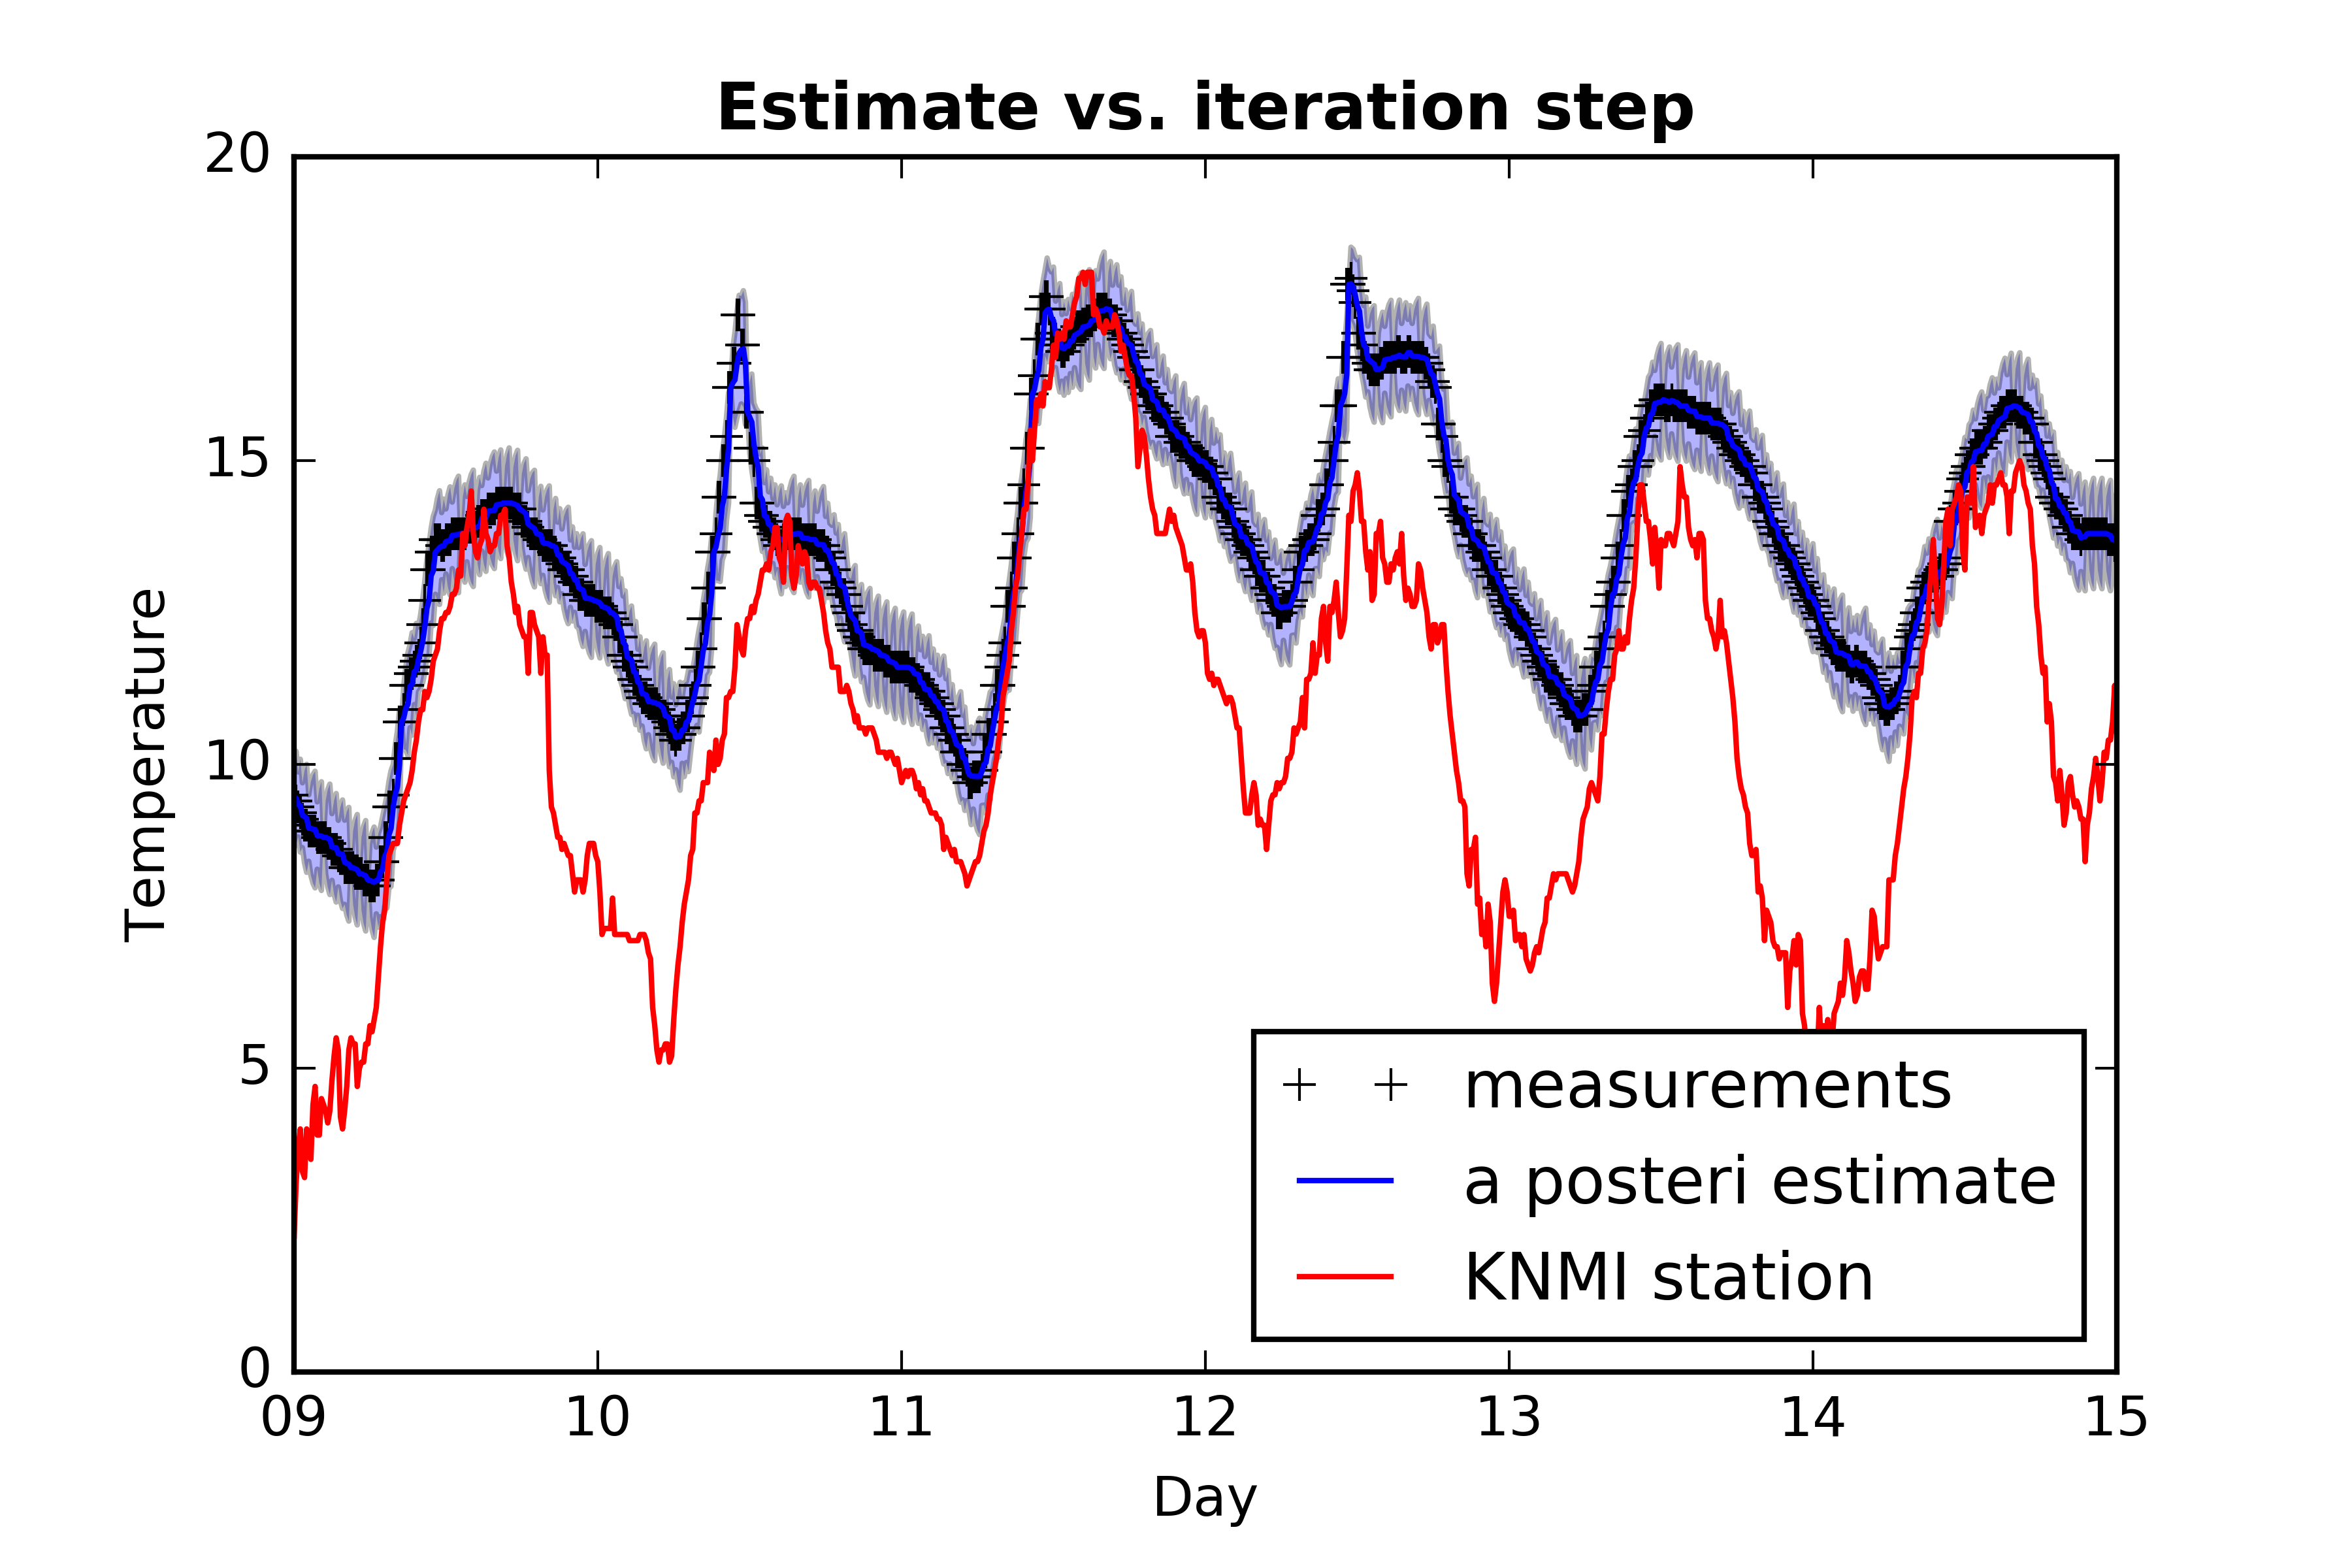 Estimate vs. iteration step
20
15
10
5
0
Temperature
measurements
a posteri estimate
KNMI station
09 10 11 12 13 14 15
Day